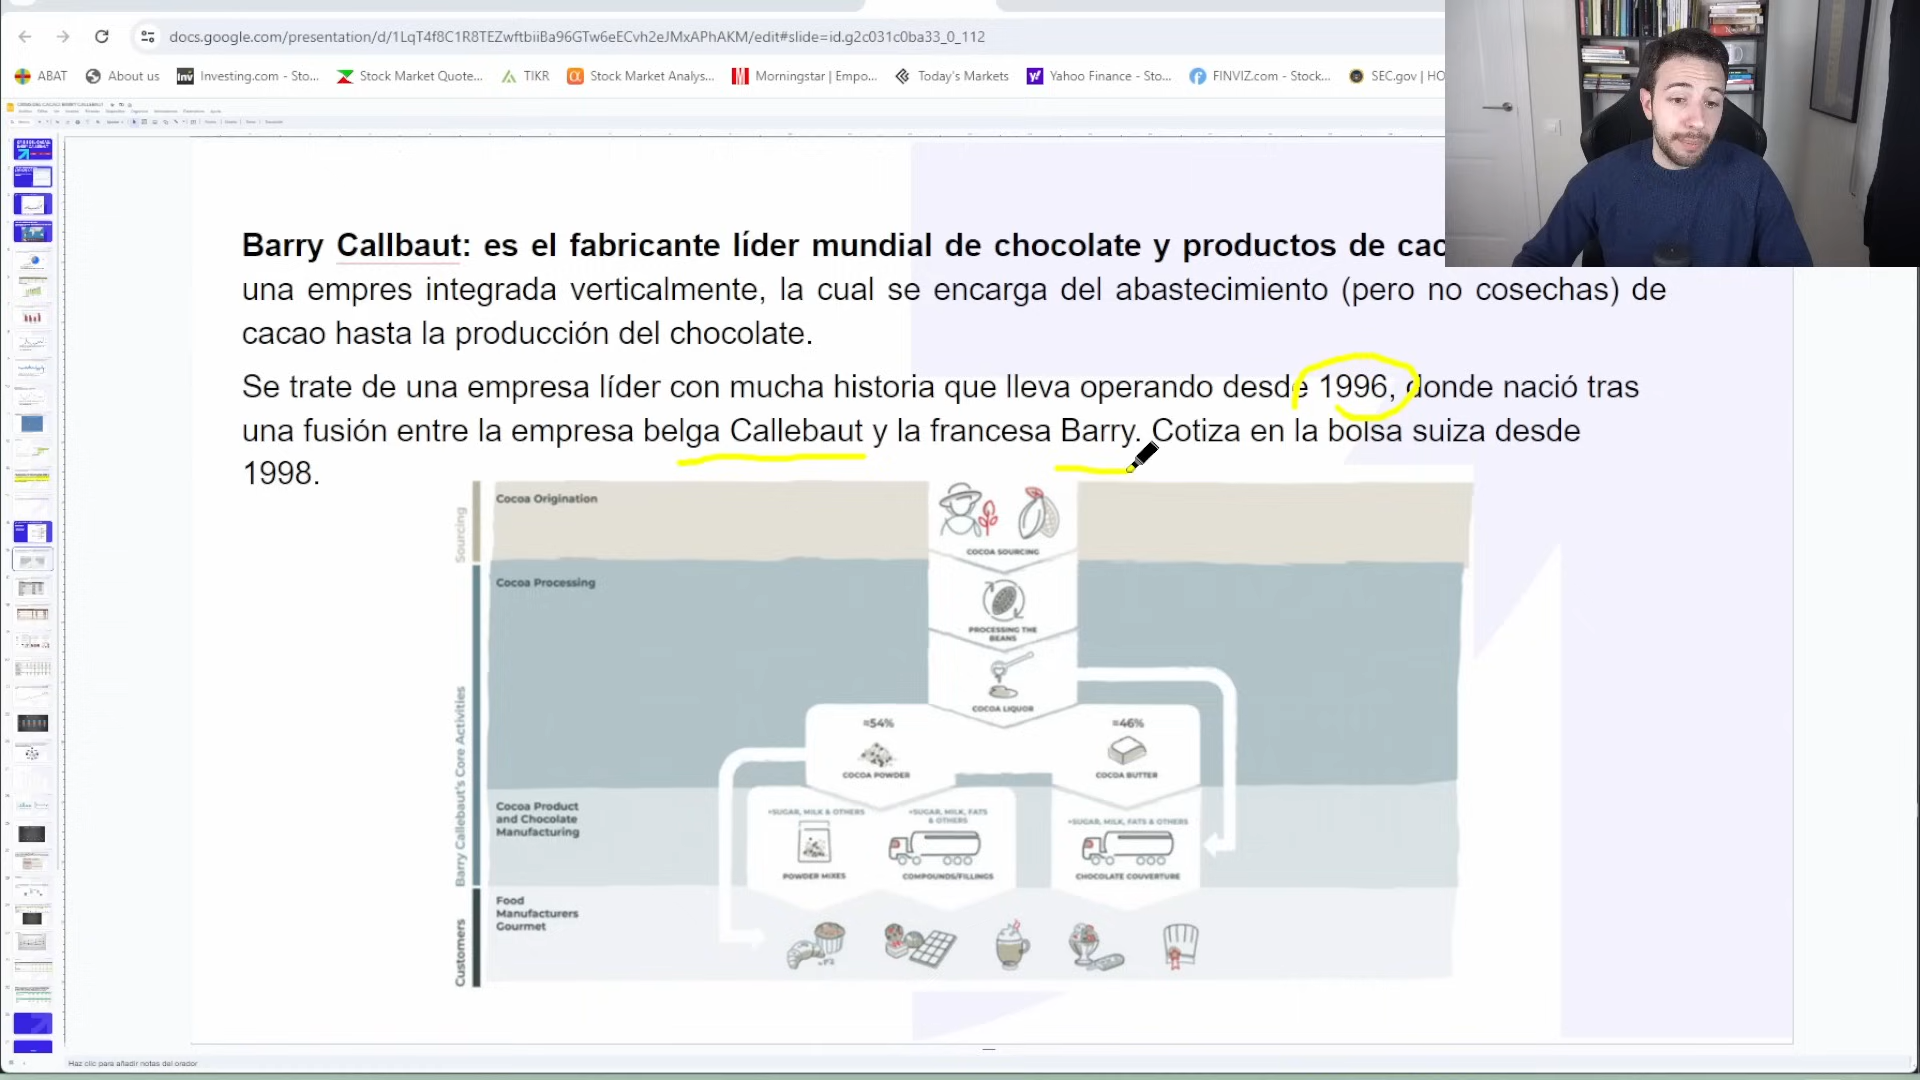 docs.google.com/presentation/d/1LqT4f8C1R8TEZwftbiiBa96GTw6eECvh2eJMxAPhAKM/edit#slide=id.g2c031c0ba33_0_112
ABAT About us Investing.com - Sto... Stock Market Quote... TIKR Stock Market Analys... Morningstar | Empo... Today's Markets Yahoo Finance - Sto... FINVIZ.com - Stock... SEC.gov | HO
Barry Callbaut: es el fabricante líder mundial de chocolate y productos de cac
una empres integrada verticalmente, la cual se encarga del abastecimiento (pero no cosechas) de
cacao hasta la producción del chocolate.
Se trate de una empresa líder con mucha historia que lleva operando desde 1996, donde nació tras
una fusión entre la empresa belga Callebaut y la francesa Barry. Cotiza en la bolsa suiza desde
1998.
Sourcing
Cocoa Origination
COCOA SOURCING
Barry Callebaut's Core Activities
Cocoa Processing
PROCESSING THE
BEANS
COCOA LIQUOR
≈54%
COCOA POWDER
≈46%
COCOA BUTTER
Cocoa Product
and Chocolate
Manufacturing
+SUGAR, MILK & OTHERS
POWDER MIXES
+SUGAR, MILK, FATS
& OTHERS
COMPOUNDS/FILLINGS
+SUGAR, MILK, FATS & OTHERS
CHOCOLATE COUVERTURE
Customers
Food
Manufacturers
Gourmet
Haz clic para añadir notas del orador